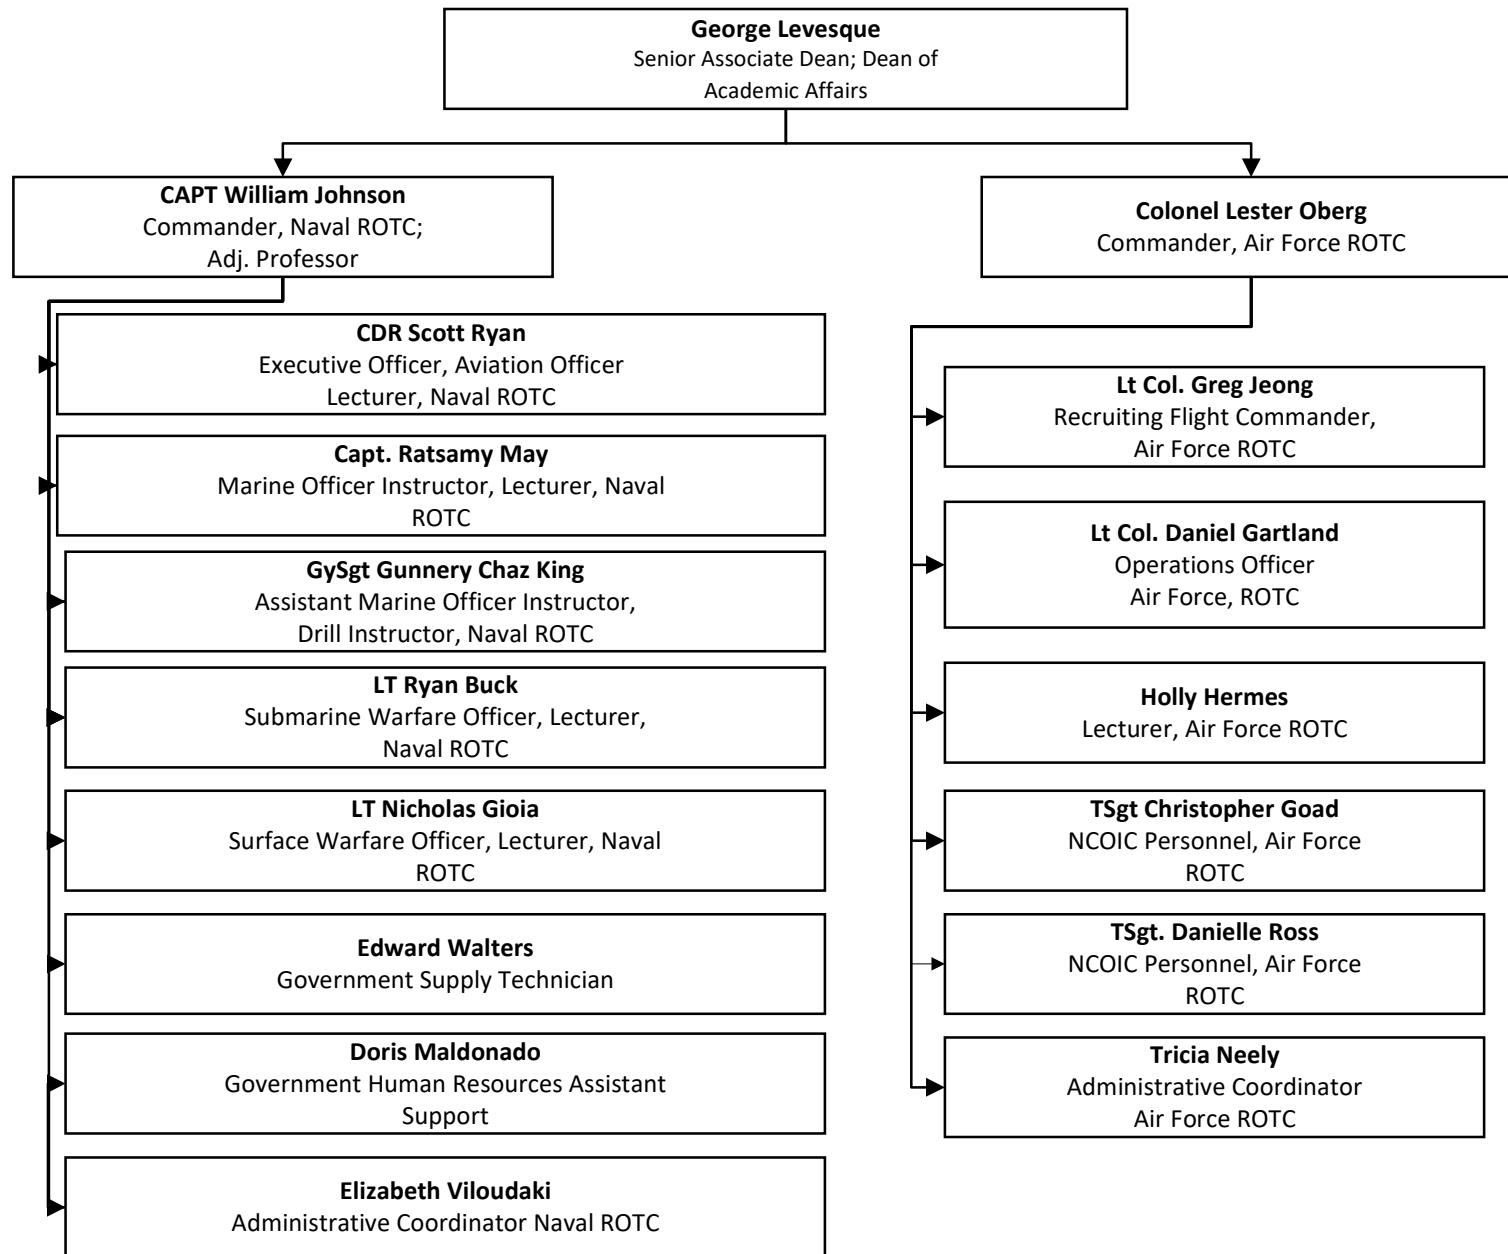 George Levesque
Senior Associate Dean; Dean of
Academic Affairs
CAPT William Johnson
Commander, Naval ROTC;
Adj. Professor
Colonel Lester Oberg
Commander, Air Force ROTC
CDR Scott Ryan
Executive Officer, Aviation Officer
Lecturer, Naval ROTC
Capt. Ratsamy May
Marine Officer Instructor, Lecturer, Naval
ROTC
GySgt Gunnery Chaz King
Assistant Marine Officer Instructor,
Drill Instructor, Naval ROTC
LT Ryan Buck
Submarine Warfare Officer, Lecturer,
Naval ROTC
LT Nicholas Gioia
Surface Warfare Officer, Lecturer, Naval
ROTC
Edward Walters
Government Supply Technician
Doris Maldonado
Government Human Resources Assistant
Support
Elizabeth Viloudaki
Administrative Coordinator Naval ROTC
Lt Col. Greg Jeong
Recruiting Flight Commander,
Air Force ROTC
Lt Col. Daniel Gartland
Operations Officer
Air Force, ROTC
Holly Hermes
Lecturer, Air Force ROTC
TSgt Christopher Goad
NCOIC Personnel, Air Force
ROTC
TSgt. Danielle Ross
NCOIC Personnel, Air Force
ROTC
Tricia Neely
Administrative Coordinator
Air Force ROTC